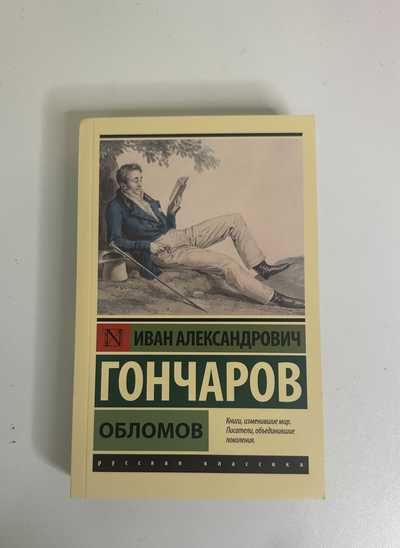 N ИВАН АЛЕКСАНДРОВИЧ
ГОНЧАРОВ
ОБЛОМОВ
Книги, изменившие мир.
Писатели, объединившие
поколения.
русская классика